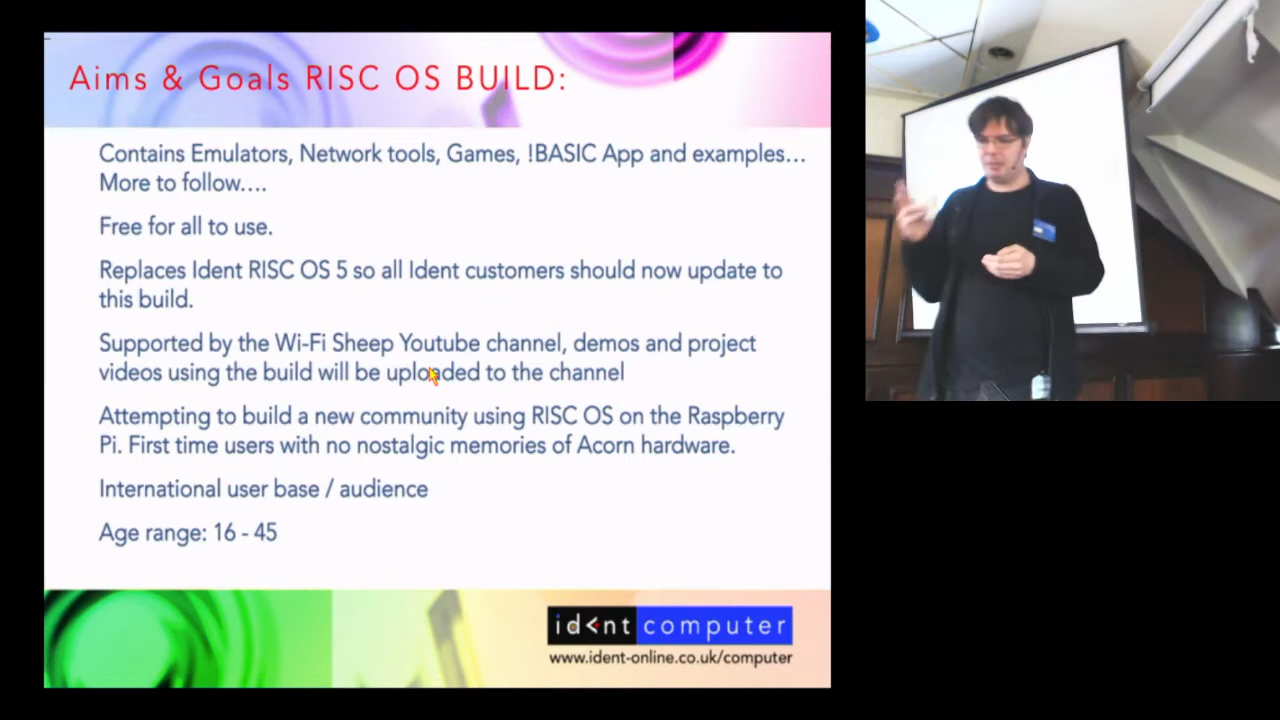 Aims & Goals RISC OS BUILD:
Contains Emulators, Network tools, Games, !BASIC App and examples...
More to follow....
Free for all to use.
Replaces Ident RISC OS 5 so all Ident customers should now update to
this build.
Supported by the Wi-Fi Sheep Youtube channel, demos and project
videos using the build will be uploaded to the channel
Attempting to build a new community using RISC OS on the Raspberry
Pi. First time users with no nostalgic memories of Acorn hardware.
International user base / audience
Age range: 16 - 45
id<nt computer
www.ident-online.co.uk/computer